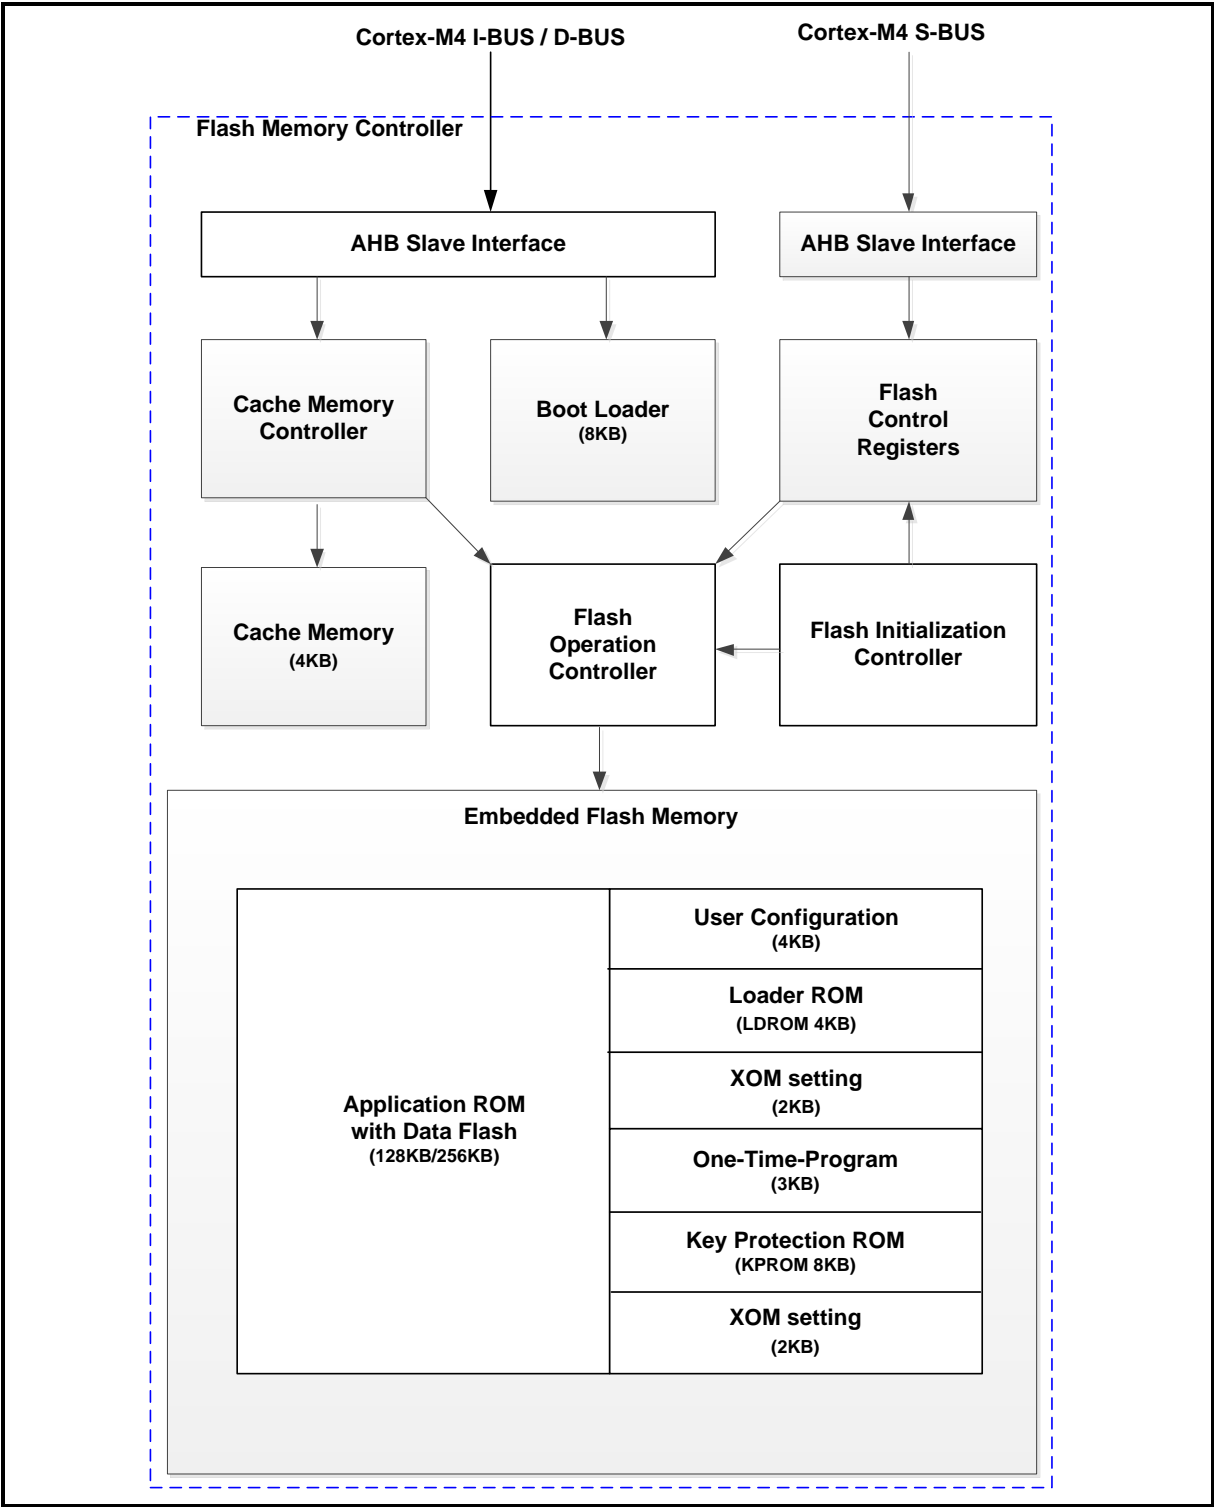 Cortex-M4 I-BUS / D-BUS
Cortex-M4 S-BUS
Flash Memory Controller
AHB Slave Interface
AHB Slave Interface
Cache Memory
Controller
Boot Loader
(8KB)
Flash
Control
Registers
Cache Memory
(4KB)
Flash
Operation
Controller
Flash Initialization
Controller
Embedded Flash Memory
Application ROM
with Data Flash
(128KB/256KB)
User Configuration
(4KB)
Loader ROM
(LDROM 4KB)
XOM setting
(2KB)
One-Time-Program
(3KB)
Key Protection ROM
(KPROM 8KB)
XOM setting
(2KB)